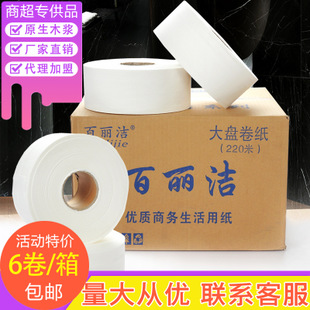 商超专供品
原生木浆
厂家直销
代理加盟
百丽洁®
大盘卷纸
(220米)
百丽洁
优质商务生活用纸
活动特价
6卷/箱
包邮
量大从优 联系客服